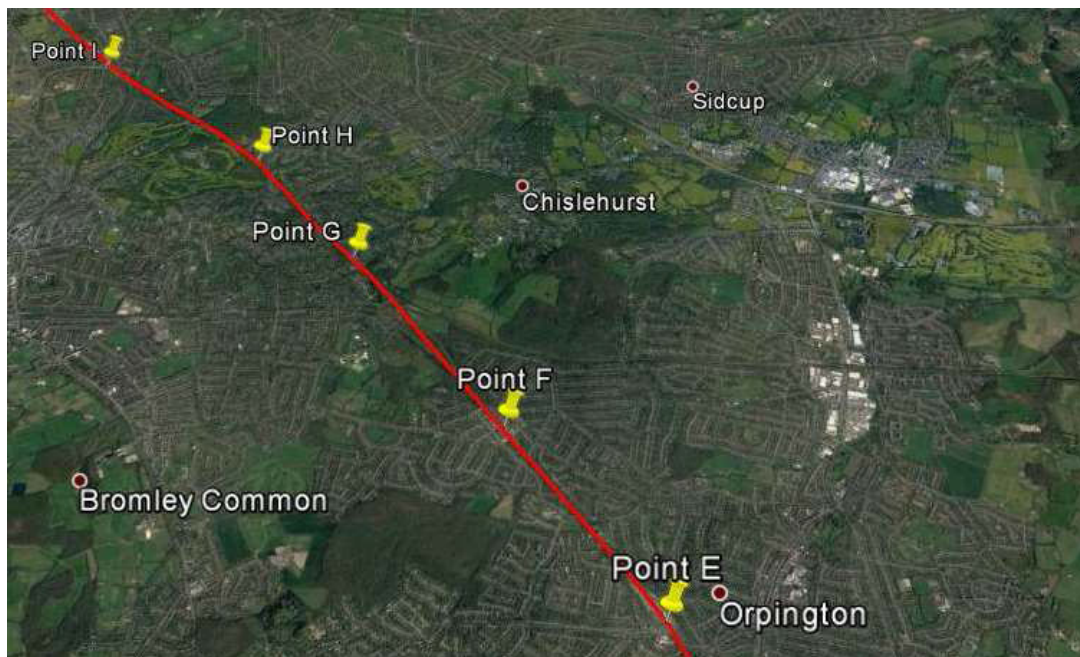 Point I
Sidcup
Point H
Chislehurst
Point G
Point F
Bromley Common
Point E
Orpington